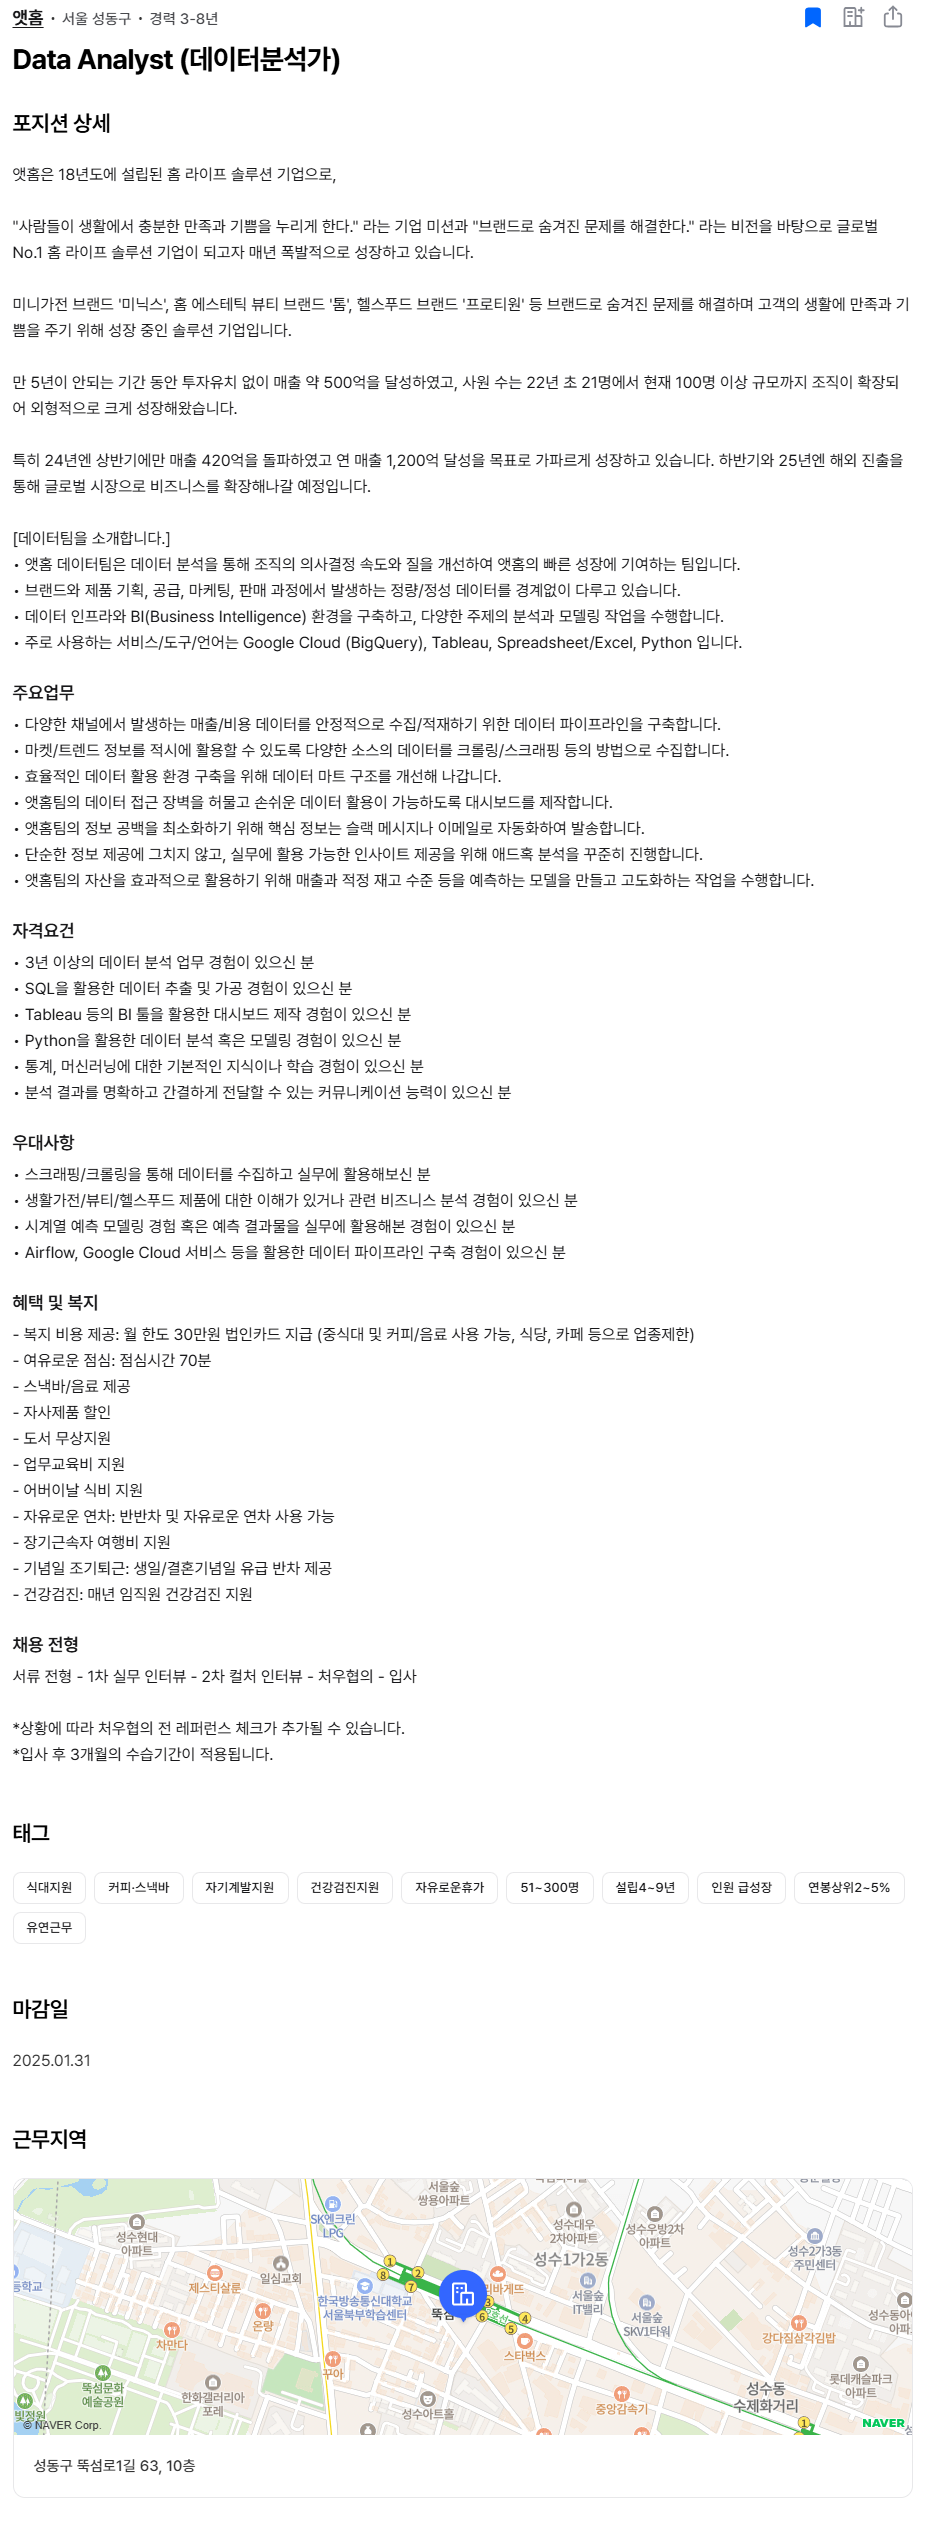 앳홈 ∙ 서울 성동구 ∙ 경력 3-8년
Data Analyst (데이터분석가)
포지션 상세
앳홈은 18년도에 설립된 홈 라이프 솔루션 기업으로,
"사람들이 생활에서 충분한 만족과 기쁨을 누리게 한다." 라는 기업 미션과 "브랜드로 숨겨진 문제를 해결한다." 라는 비전을 바탕으로 글로벌
No.1 홈 라이프 솔루션 기업이 되고자 매년 폭발적으로 성장하고 있습니다.
미니가전 브랜드 '미닉스', 홈 에스테틱 뷰티 브랜드 '톰', 헬스푸드 브랜드 '프로티원' 등 브랜드로 숨겨진 문제를 해결하며 고객의 생활에 만족과 기
쁨을 주기 위해 성장 중인 솔루션 기업입니다.
만 5년이 안되는 기간 동안 투자유치 없이 매출 약 500억을 달성하였고, 사원 수는 22년 초 21명에서 현재 100명 이상 규모까지 조직이 확장되
어 외형적으로 크게 성장해왔습니다.
특히 24년엔 상반기에만 매출 420억을 돌파하였고 연 매출 1,200억 달성을 목표로 가파르게 성장하고 있습니다. 하반기와 25년엔 해외 진출을
통해 글로벌 시장으로 비즈니스를 확장해나갈 예정입니다.
[데이터팀을 소개합니다.]
• 앳홈 데이터팀은 데이터 분석을 통해 조직의 의사결정 속도와 질을 개선하여 앳홈의 빠른 성장에 기여하는 팀입니다.
• 브랜드와 제품 기획, 공급, 마케팅, 판매 과정에서 발생하는 정량/정성 데이터를 경계없이 다루고 있습니다.
• 데이터 인프라와 BI(Business Intelligence) 환경을 구축하고, 다양한 주제의 분석과 모델링 작업을 수행합니다.
• 주로 사용하는 서비스/도구/언어는 Google Cloud (BigQuery), Tableau, Spreadsheet/Excel, Python 입니다.
주요업무
• 다양한 채널에서 발생하는 매출/비용 데이터를 안정적으로 수집/적재하기 위한 데이터 파이프라인을 구축합니다.
• 마켓/트렌드 정보를 적시에 활용할 수 있도록 다양한 소스의 데이터를 크롤링/스크래핑 등의 방법으로 수집합니다.
• 효율적인 데이터 활용 환경 구축을 위해 데이터 마트 구조를 개선해 나갑니다.
• 앳홈팀의 데이터 접근 장벽을 허물고 손쉬운 데이터 활용이 가능하도록 대시보드를 제작합니다.
• 앳홈팀의 정보 공백을 최소화하기 위해 핵심 정보는 슬랙 메시지나 이메일로 자동화하여 발송합니다.
• 단순한 정보 제공에 그치지 않고, 실무에 활용 가능한 인사이트 제공을 위해 애드혹 분석을 꾸준히 진행합니다.
• 앳홈팀의 자산을 효과적으로 활용하기 위해 매출과 적정 재고 수준 등을 예측하는 모델을 만들고 고도화하는 작업을 수행합니다.
자격요건
• 3년 이상의 데이터 분석 업무 경험이 있으신 분
• SQL을 활용한 데이터 추출 및 가공 경험이 있으신 분
• Tableau 등의 BI 툴을 활용한 대시보드 제작 경험이 있으신 분
• Python을 활용한 데이터 분석 혹은 모델링 경험이 있으신 분
• 통계, 머신러닝에 대한 기본적인 지식이나 학습 경험이 있으신 분
• 분석 결과를 명확하고 간결하게 전달할 수 있는 커뮤니케이션 능력이 있으신 분
우대사항
• 스크래핑/크롤링을 통해 데이터를 수집하고 실무에 활용해보신 분
• 생활가전/뷰티/헬스푸드 제품에 대한 이해가 있거나 관련 비즈니스 분석 경험이 있으신 분
• 시계열 예측 모델링 경험 혹은 예측 결과물을 실무에 활용해본 경험이 있으신 분
• Airflow, Google Cloud 서비스 등을 활용한 데이터 파이프라인 구축 경험이 있으신 분
혜택 및 복지
- 복지 비용 제공: 월 한도 30만원 법인카드 지급 (중식대 및 커피/음료 사용 가능, 식당, 카페 등으로 업종제한)
- 여유로운 점심: 점심시간 70분
- 스낵바/음료 제공
- 자사제품 할인
- 도서 무상지원
- 업무교육비 지원
- 어버이날 식비 지원
- 자유로운 연차: 반반차 및 자유로운 연차 사용 가능
- 장기근속자 여행비 지원
- 기념일 조기퇴근: 생일/결혼기념일 유급 반차 제공
- 건강검진: 매년 임직원 건강검진 지원
채용 전형
서류 전형 - 1차 실무 인터뷰 - 2차 컬처 인터뷰 - 처우협의 - 입사
*상황에 따라 처우협의 전 레퍼런스 체크가 추가될 수 있습니다.
*입사 후 3개월의 수습기간이 적용됩니다.
태그
식대지원 커피·스낵바 자기계발지원 건강검진지원 자유로운휴가 51~300명 설립4~9년 인원 급성장 연봉상위2~5%
유연근무
마감일
2025.01.31
근무지역
서울숲
쌍용아파트
SK엔크린
LPG
성수현대
아파트
성수대우
2차아파트
성수우방2차
아파트
성수1가2동
성수2가3동
주민센터
등학교
제스티살룬
일심교회
한국방송통신대학교
서울북부학습센터
1
8
2
7
뚝섬
3
6
4
5
서울숲
IT밸리
서울숲
SKV1타워
차만다
온량
스타벅스
강다짐삼각김밥
꾸아
뚝섬문화
예술공원
한화갤러리아
포레
성수아트홀
중앙감속기
성수동
수제화거리
롯데캐슬파크
아파트
1
© NAVER Corp.
NAVER
성동구 뚝섬로1길 63, 10층